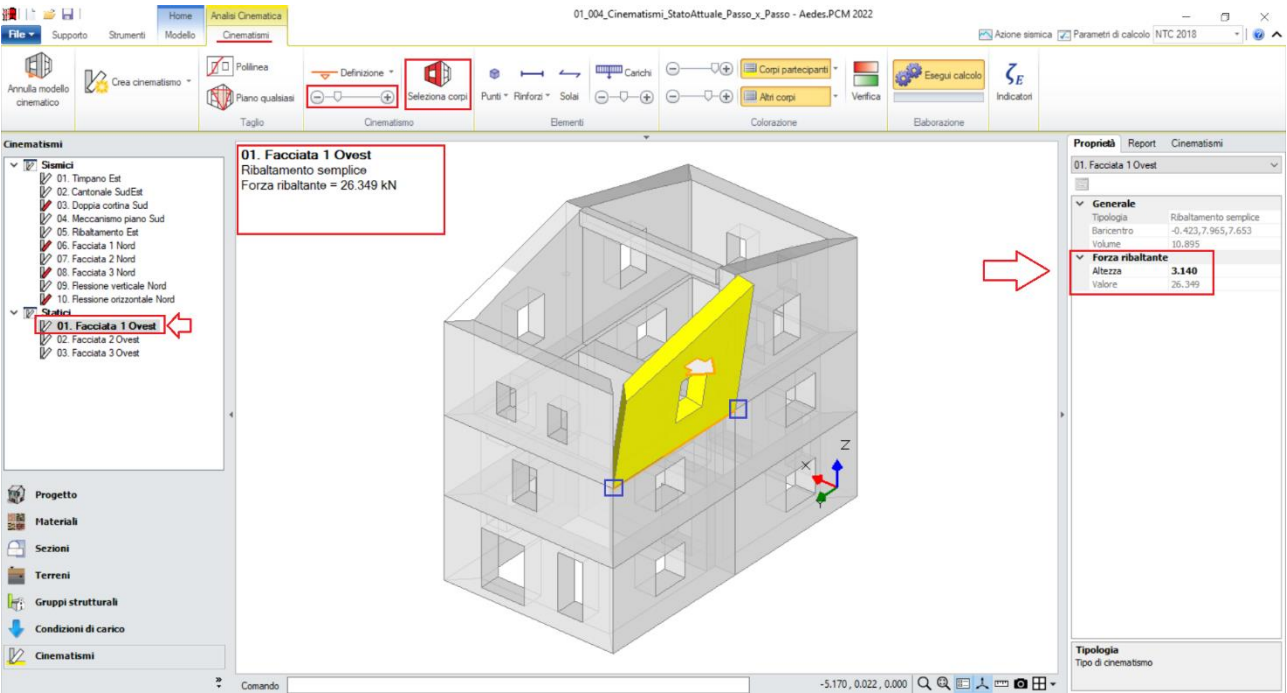 01_004_Cinematismi_StatoAttuale_Passo_x_Passo - Aedes.PCM 2022
Home
Analisi Cinematica
File
Supporto
Strumenti
Modello
Cinematismi
Azione sismica
Parametri di calcolo
NTC 2018
Annulla modello
cinematico
Crea cinematismo
Polilinea
Piano qualsiasi
Taglio
Definizione
Seleziona corpi
Cinematismo
Punti
Rinforzi
Solai
Carichi
Elementi
Corpi partecipanti
Altri corpi
Verifica
Colorazione
Esegui calcolo
Elaborazione
ζE
Indicatori
Cinematismi
Sismici
01. Timpano Est
02. Cantonale SudEst
03. Doppia cortina Sud
04. Meccanismo piano Sud
05. Ribaltamento Est
06. Facciata 1 Nord
07. Facciata 2 Nord
08. Facciata 3 Nord
09. Flessione verticale Nord
10. Flessione orizzontale Nord
Statici
01. Facciata 1 Ovest
02. Facciata 2 Ovest
03. Facciata 3 Ovest
Progetto
Materiali
Sezioni
Terreni
Gruppi strutturali
Condizioni di carico
Cinematismi
01. Facciata 1 Ovest
Ribaltamento semplice
Forza ribaltante = 26.349 kN
Z
X
Y
Comando
-5.170 , 0.022 , 0.000
Proprietà
Report
Cinematismi
01. Facciata 1 Ovest
Generale
Tipologia Ribaltamento semplice
Baricentro -0.423,7.965,7.653
Volume 10.895
Forza ribaltante
Altezza 3.140
Valore 26.349
Tipologia
Tipo di cinematismo